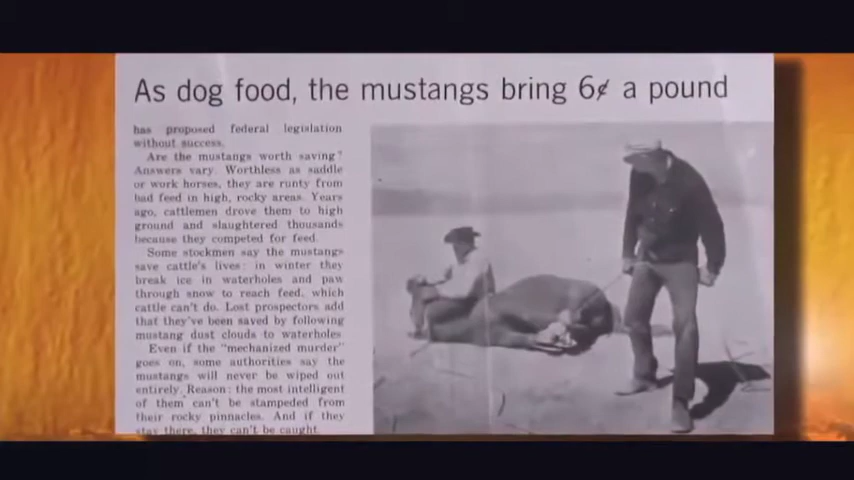 As dog food, the mustangs bring 6¢ a pound
has proposed federal legislation
without success.
Are the mustangs worth saving?
Answers vary. Worthless as saddle
or work horses, they are runty from
bad feed in high, rocky areas. Years
ago, cattlemen drove them to high
ground and slaughtered thousands
because they competed for feed.
Some stockmen say the mustangs
save cattle's lives: in winter they
break ice in waterholes and paw
through snow to reach feed, which
cattle can't do. Lost prospectors add
that they've been saved by following
mustang dust clouds to waterholes.
Even if the "mechanized murder"
goes on, some authorities say the
mustangs will never be wiped out
entirely. Reason: the most intelligent
of them can't be stampeded from
their rocky pinnacles. And if they
stay there, they can't be caught.